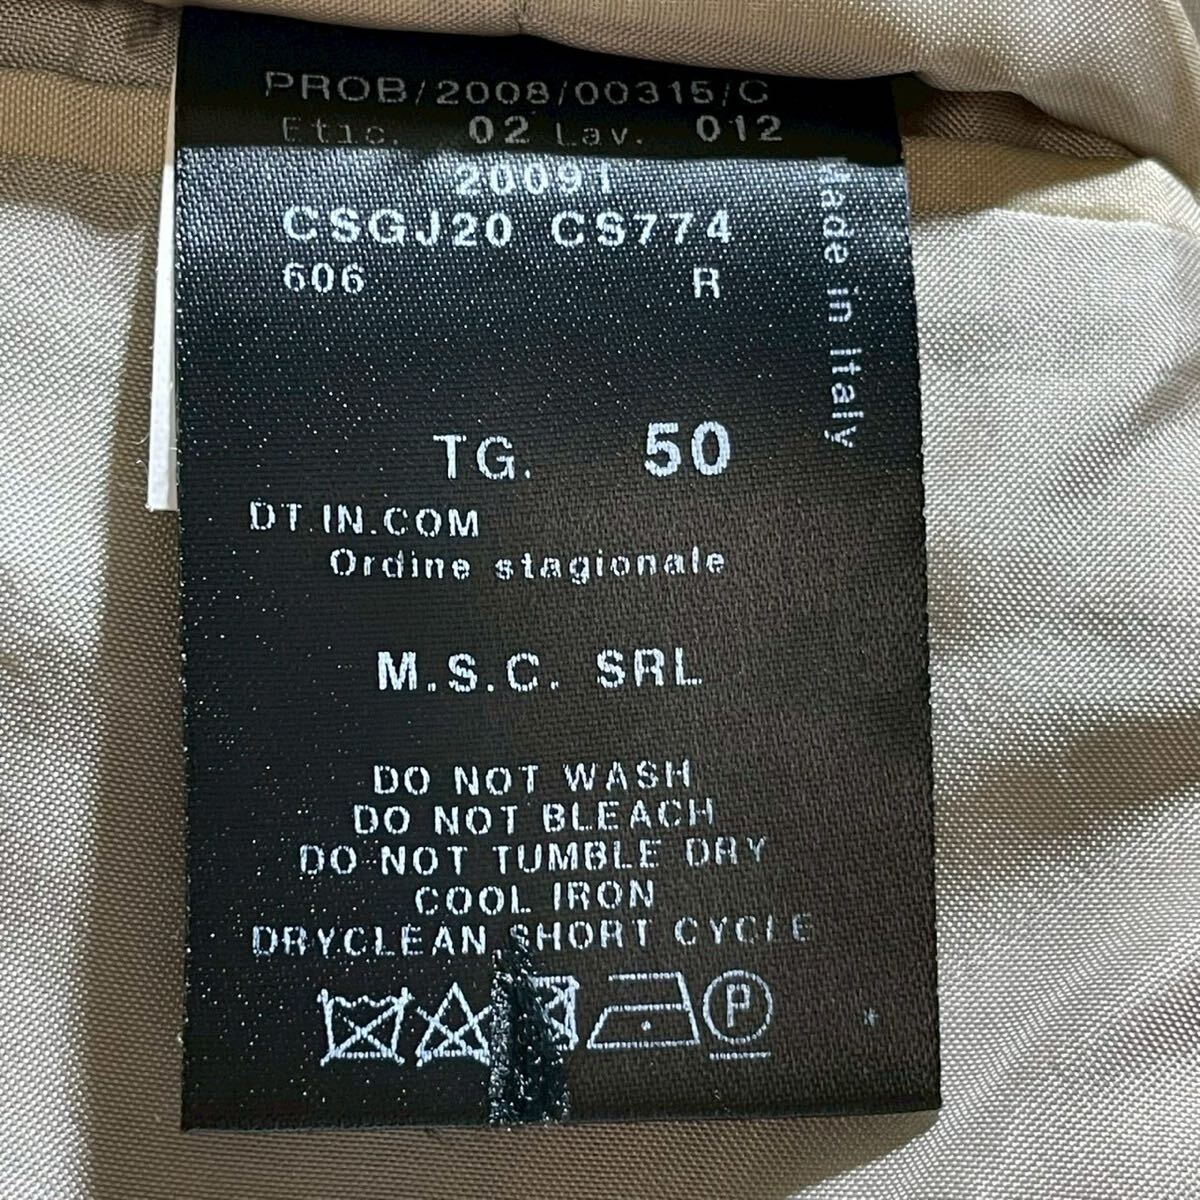 PROB/2008/00315/C
Etic. 02 Lav. 012
20091
CSGJ20 CS774
606 R
Made in Italy
TG. 50
DT.IN.COM
Ordine stagionale
M.S.C. SRL
DO NOT WASH
DO NOT BLEACH
DO NOT TUMBLE DRY
COOL IRON
DRYCLEAN SHORT CYCLE
P